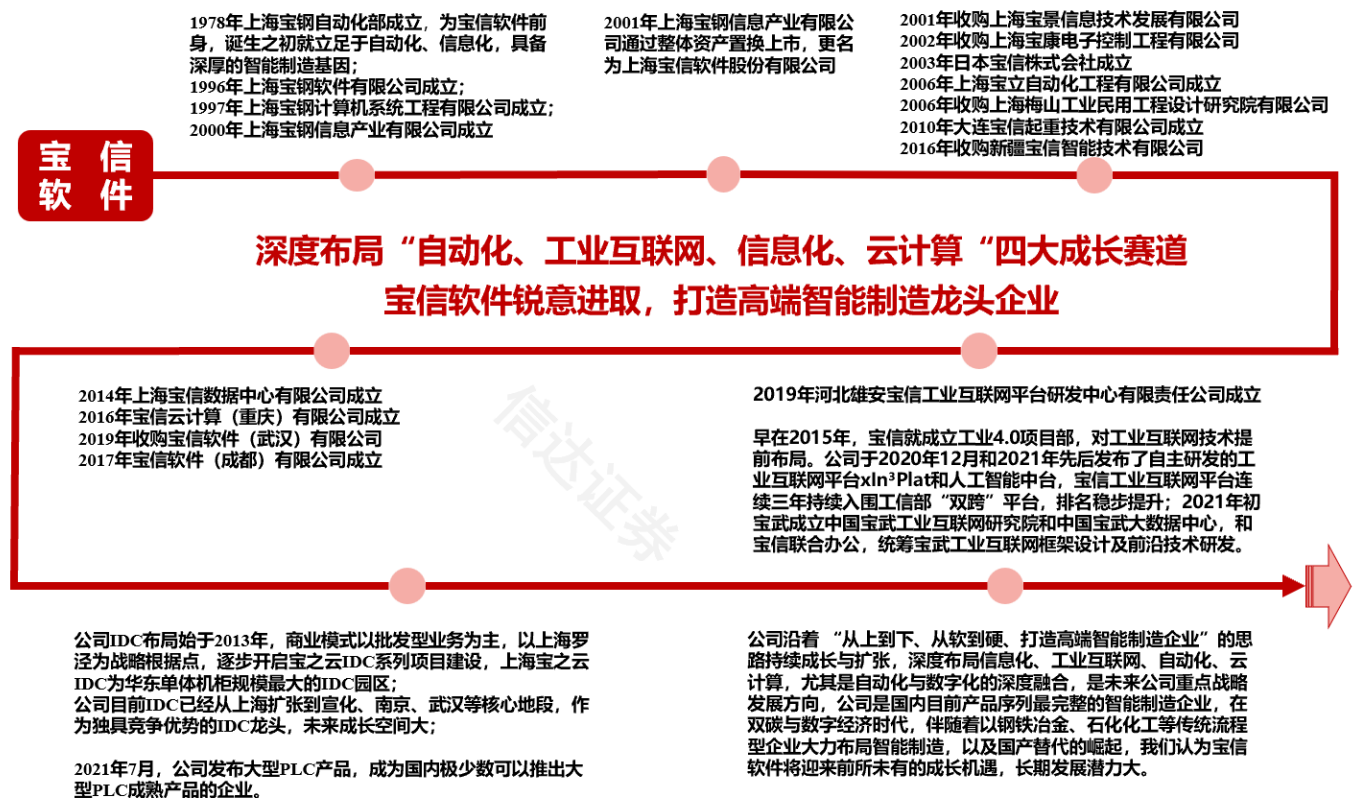 1978年上海宝钢自动化部成立，为宝信软件前
身，诞生之初就立足于自动化、信息化，具备
深厚的智能制造基因；
1996年上海宝钢软件有限公司成立；
1997年上海宝钢计算机系统工程有限公司成立；
2000年上海宝钢信息产业有限公司成立
2001年上海宝钢信息产业有限公
司通过整体资产置换上市，更名
为上海宝信软件股份有限公司
2001年收购上海宝景信息技术发展有限公司
2002年收购上海宝康电子控制工程有限公司
2003年日本宝信株式会社成立
2006年上海宝立自动化工程有限公司成立
2006年收购上海梅山工业民用工程设计研究院有限公司
2010年大连宝信起重技术有限公司成立
2016年收购新疆宝信智能技术有限公司
宝 信
软 件
深度布局“自动化、工业互联网、信息化、云计算“四大成长赛道
宝信软件锐意进取，打造高端智能制造龙头企业
2014年上海宝信数据中心有限公司成立
2016年宝信云计算（重庆）有限公司成立
2019年收购宝信软件（武汉）有限公司
2017年宝信软件（成都）有限公司成立
2019年河北雄安宝信工业互联网平台研发中心有限责任公司成立
早在2015年，宝信就成立工业4.0项目部，对工业互联网技术提
前布局。公司于2020年12月和2021年先后发布了自主研发的工
业互联网平台xln³Plat和人工智能中台，宝信工业互联网平台连
续三年持续入围工信部“双跨”平台，排名稳步提升；2021年初
宝武成立中国宝武工业互联网研究院和中国宝武大数据中心，和
宝信联合办公，统筹宝武工业互联网框架设计及前沿技术研发。
信达证券
公司IDC布局始于2013年，商业模式以批发型业务为主，以上海罗
泾为战略根据点，逐步开启宝之云IDC系列项目建设，上海宝之云
IDC为华东单体机柜规模最大的IDC园区；
公司目前IDC已经从上海扩张到宣化、南京、武汉等核心地段，作
为独具竞争优势的IDC龙头，未来成长空间大；
2021年7月，公司发布大型PLC产品，成为国内极少数可以推出大
型PLC成熟产品的企业。
公司沿着 “从上到下、从软到硬、打造高端智能制造企业”的思
路持续成长与扩张，深度布局信息化、工业互联网、自动化、云
计算，尤其是自动化与数字化的深度融合，是未来公司重点战略
发展方向，公司是国内目前产品序列最完整的智能制造企业，在
双碳与数字经济时代，伴随着以钢铁冶金、石化化工等传统流程
型企业大力布局智能制造，以及国产替代的崛起，我们认为宝信
软件将迎来前所未有的成长机遇，长期发展潜力大。